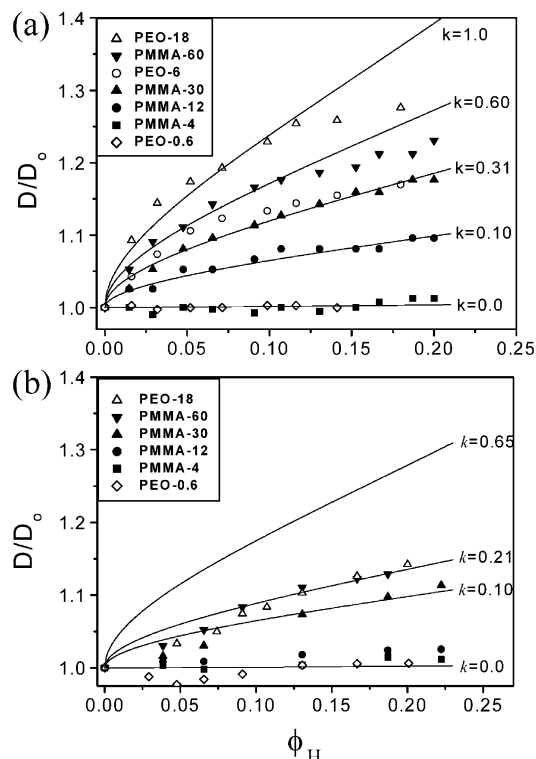 (a)
1.4
1.3
1.2
1.1
1.0
D/Do
PEO-18
PMMA-60
PEO-6
PMMA-30
PMMA-12
PMMA-4
PEO-0.6
k=1.0
k=0.60
k=0.31
k=0.10
k=0.0
0.00 0.05 0.10 0.15 0.20 0.25
(b)
1.4
1.3
1.2
1.1
1.0
D/Do
PEO-18
PMMA-60
PMMA-30
PMMA-12
PMMA-4
PEO-0.6
k=0.65
k=0.21
k=0.10
k=0.0
0.00 0.05 0.10 0.15 0.20
ϕH